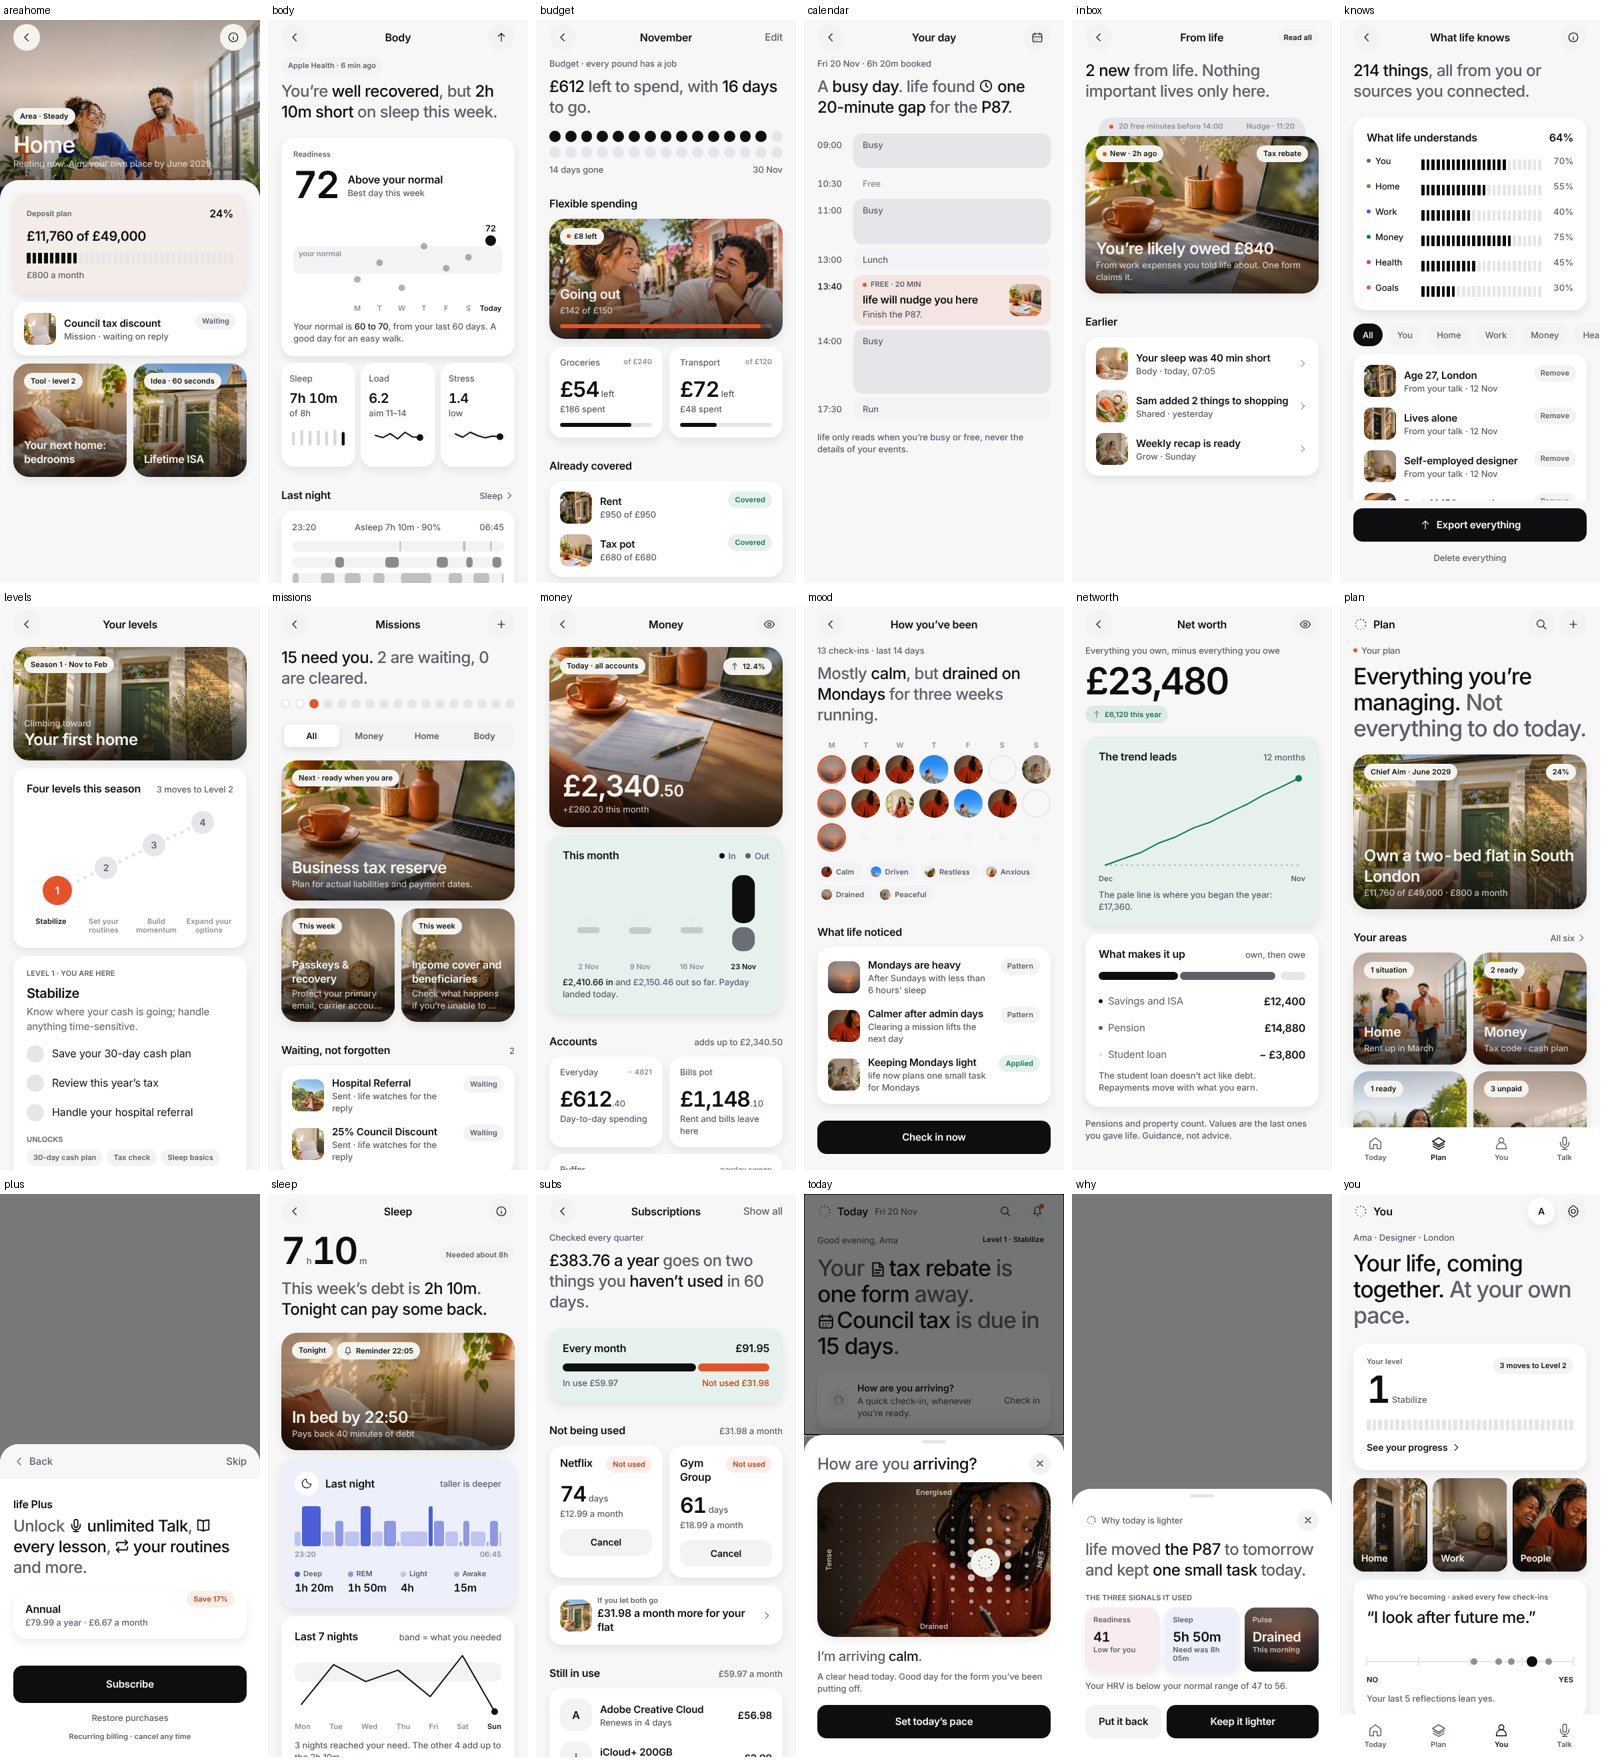 areahome
Area · Steady
Home
Renting now. Aim: your own place by June 2029.
Deposit plan
24%
£11,760 of £49,000
£800 a month
Council tax discount
Mission · waiting on reply
Waiting
Tool · level 2
Your next home: bedrooms
Idea · 60 seconds
Lifetime ISA
body
Body
Apple Health · 6 min ago
You're well recovered, but 2h
10m short on sleep this week.
Readiness
72
Above your normal
Best day this week
72
your normal
M T W T F S Today
Your normal is 60 to 70, from your last 60 days. A
good day for an easy walk.
Sleep
7h 10m
of 8h
Load
6.2
aim 11–14
Stress
1.4
low
Last night
Sleep
23:20
Asleep 7h 10m · 90%
06:45
budget
November
Edit
Budget · every pound has a job
£612 left to spend, with 16 days
to go.
14 days gone
30 Nov
Flexible spending
£8 left
Going out
£142 of £150
Groceries
of £240
£54 left
£186 spent
Transport
of £120
£72 left
£48 spent
Already covered
Rent
£950 of £950
Covered
Tax pot
£680 of £680
Covered
calendar
Your day
Fri 20 Nov · 6h 20m booked
A busy day. life found one
20-minute gap for the P87.
09:00
Busy
10:30
Free
11:00
Busy
13:00
Lunch
13:40
FREE · 20 MIN
life will nudge you here
Finish the P87.
14:00
Busy
17:30
Run
life only reads when you're busy or free, never the
details of your events.
inbox
From life
Read all
2 new from life. Nothing
important lives only here.
20 free minutes before 14:00
Nudge · 11:20
New · 2h ago
Tax rebate
You're likely owed £840
From work expenses you told life about. One form
claims it.
Earlier
Your sleep was 40 min short
Body · today, 07:05
Sam added 2 things to shopping
Shared · yesterday
Weekly recap is ready
Grow · Sunday
knows
What life knows
214 things, all from you or
sources you connected.
What life understands
64%
You
70%
Home
55%
Work
40%
Money
75%
Health
45%
Goals
30%
All
You
Home
Work
Money
Hea
Age 27, London
From your talk · 12 Nov
Remove
Lives alone
From your talk · 12 Nov
Remove
Self-employed designer
From your talk · 12 Nov
Remove
Export everything
Delete everything
levels
Your levels
Season 1 · Nov to Feb
Climbing toward
Your first home
Four levels this season
3 moves to Level 2
4
3
2
1
Stabilize
Set your routines
Build momentum
Expand your options
LEVEL 1 · YOU ARE HERE
Stabilize
Know where your cash is going; handle
anything time-sensitive.
Save your 30-day cash plan
Review this year's tax
Handle your hospital referral
UNLOCKS
30-day cash plan
Tax check
Sleep basics
missions
Missions
15 need you. 2 are waiting, 0
are cleared.
All
Money
Home
Body
Next · ready when you are
Business tax reserve
Plan for actual liabilities and payment dates.
This week
Passkeys &
recovery
Protect your primary
email, carrier accou...
This week
Income cover and
beneficiaries
Check what happens
if you're unable to ...
Waiting, not forgotten
2
Hospital Referral
Sent · life watches for the
reply
Waiting
25% Council Discount
Sent · life watches for the
reply
Waiting
money
Money
Today · all accounts
12.4%
£2,340.50
+£260.20 this month
This month
In
Out
2 Nov
9 Nov
16 Nov
23 Nov
£2,410.66 in and £2,150.46 out so far. Payday
landed today.
Accounts
adds up to £2,340.50
Everyday
·· 4821
£612.40
Day-to-day spending
Bills pot
£1,148.10
Rent and bills leave
here
Buffer
payday sweep
mood
How you've been
13 check-ins · last 14 days
Mostly calm, but drained on
Mondays for three weeks
running.
M T W T F S S
Calm
Driven
Restless
Anxious
Drained
Peaceful
What life noticed
Mondays are heavy
After Sundays with less than
6 hours' sleep
Pattern
Calmer after admin days
Clearing a mission lifts the
next day
Pattern
Keeping Mondays light
life now plans one small task
for Mondays
Applied
Check in now
networth
Net worth
Everything you own, minus everything you owe
£23,480
£6,120 this year
The trend leads
12 months
Dec
Nov
The pale line is where you began the year:
£17,360.
What makes it up
own, then owe
Savings and ISA
£12,400
Pension
£14,880
Student loan
– £3,800
The student loan doesn't act like debt.
Repayments move with what you earn.
Pensions and property count. Values are the last ones
you gave life. Guidance, not advice.
plan
Plan
Your plan
Everything you're
managing. Not
everything to do today.
Chief Aim · June 2029
24%
Own a two-bed flat in South
London
£11,760 of £49,000 · £800 a month
Your areas
All six
1 situation
Home
Rent up in March
2 ready
Money
Tax code · cash plan
1 ready
3 unpaid
Today
Plan
You
Talk
plus
Back
Skip
life Plus
Unlock unlimited Talk,
every lesson, your routines
and more.
Save 17%
Annual
£79.99 a year · £6.67 a month
Subscribe
Restore purchases
Recurring billing · cancel any time
sleep
Sleep
7h10m
Needed about 8h
This week's debt is 2h 10m.
Tonight can pay some back.
Tonight
Reminder 22:05
In bed by 22:50
Pays back 40 minutes of debt
Last night
taller is deeper
23:20
06:45
Deep
REM
Light
Awake
1h 20m
1h 50m
4h
15m
Last 7 nights
band = what you needed
Mon Tue Wed Thu Fri Sat Sun
3 nights reached your need. The other 4 add up to
the 2h 10m.
subs
Subscriptions
Show all
Checked every quarter
£383.76 a year goes on two
things you haven't used in 60
days.
Every month
£91.95
In use £59.97
Not used £31.98
Not being used
£31.98 a month
Netflix
Not used
74 days
£12.99 a month
Cancel
Gym
Group
Not used
61 days
£18.99 a month
Cancel
If you let both go
£31.98 a month more for your
flat
Still in use
£59.97 a month
A
Adobe Creative Cloud
Renews in 4 days
£56.98
iCloud+ 200GB
today
Today
Fri 20 Nov
Good evening, Ama
Level 1 · Stabilize
Your tax rebate is
one form away.
Council tax is due in
15 days.
How are you arriving?
A quick check-in, whenever
you're ready.
Check in
How are you arriving?
Energised
Tense
Easy
Drained
I'm arriving calm.
A clear head today. Good day for the form you've been
putting off.
Set today's pace
why
Why today is lighter
life moved the P87 to tomorrow
and kept one small task today.
THE THREE SIGNALS IT USED
Readiness
41
Low for you
Sleep
5h 50m
Need was 8h
05m
Pulse
Drained
This morning
Your HRV is below your normal range of 47 to 56.
Put it back
Keep it lighter
you
You
A
Ama · Designer · London
Your life, coming
together. At your own
pace.
Your level
3 moves to Level 2
1 Stabilize
See your progress
Home
Work
People
Who you're becoming · asked every few check-ins
“I look after future me.”
NO
YES
Your last 5 reflections lean yes.
Today
Plan
You
Talk